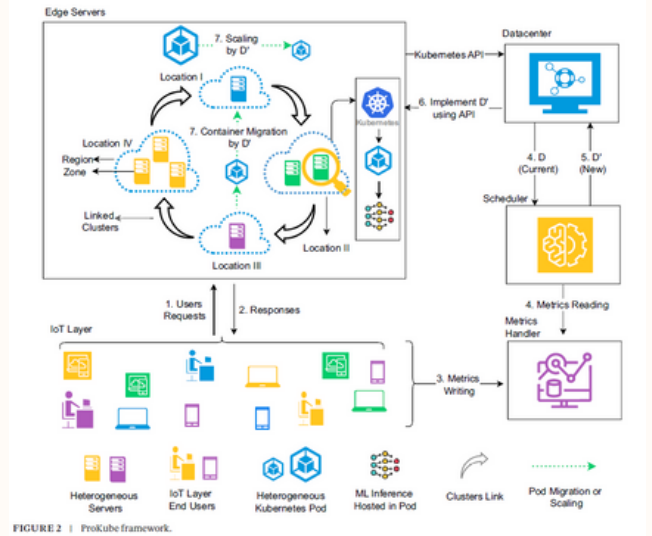 Edge Servers
7. Scaling
by D'
Location I
Location IV
7. Container Migration
by D'
Region
Zone
Linked
Clusters
Location II
Location III
Kubernetes
Kubernetes API
6. Implement D'
using API
Datacenter
4. D
(Current)
5. D'
(New)
Scheduler
4. Metrics Reading
Metrics
Handler
1. Users
Requests
2. Responses
IoT Layer
3. Metrics
Writing
Heterogeneous
Servers
IoT Layer
End Users
Heterogeneous
Kubernetes Pod
ML Inference
Hosted in Pod
Clusters Link
Pod Migration or
Scaling
FIGURE 2 | ProKube framework.